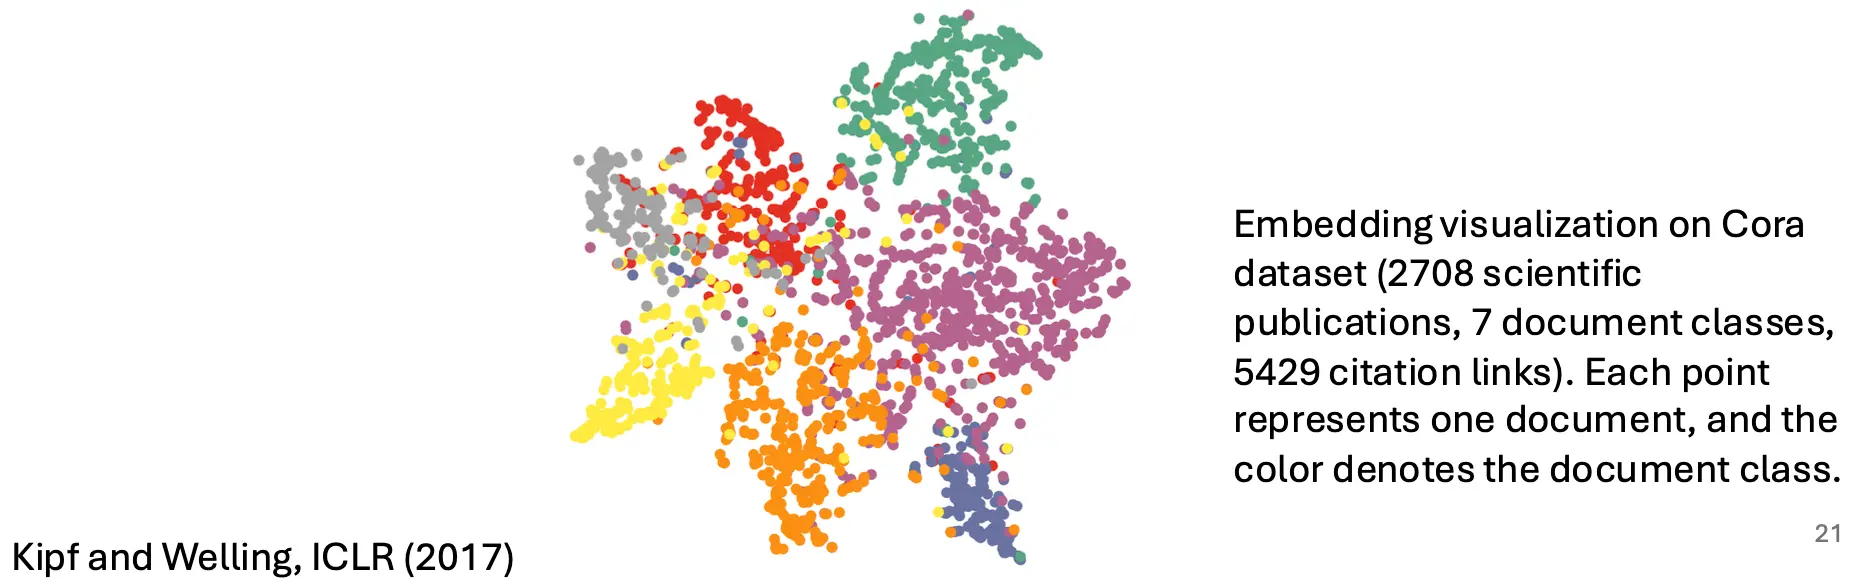 Embedding visualization on Cora
dataset (2708 scientific
publications, 7 document classes,
5429 citation links). Each point
represents one document, and the
color denotes the document class.
21
Kipf and Welling, ICLR (2017)